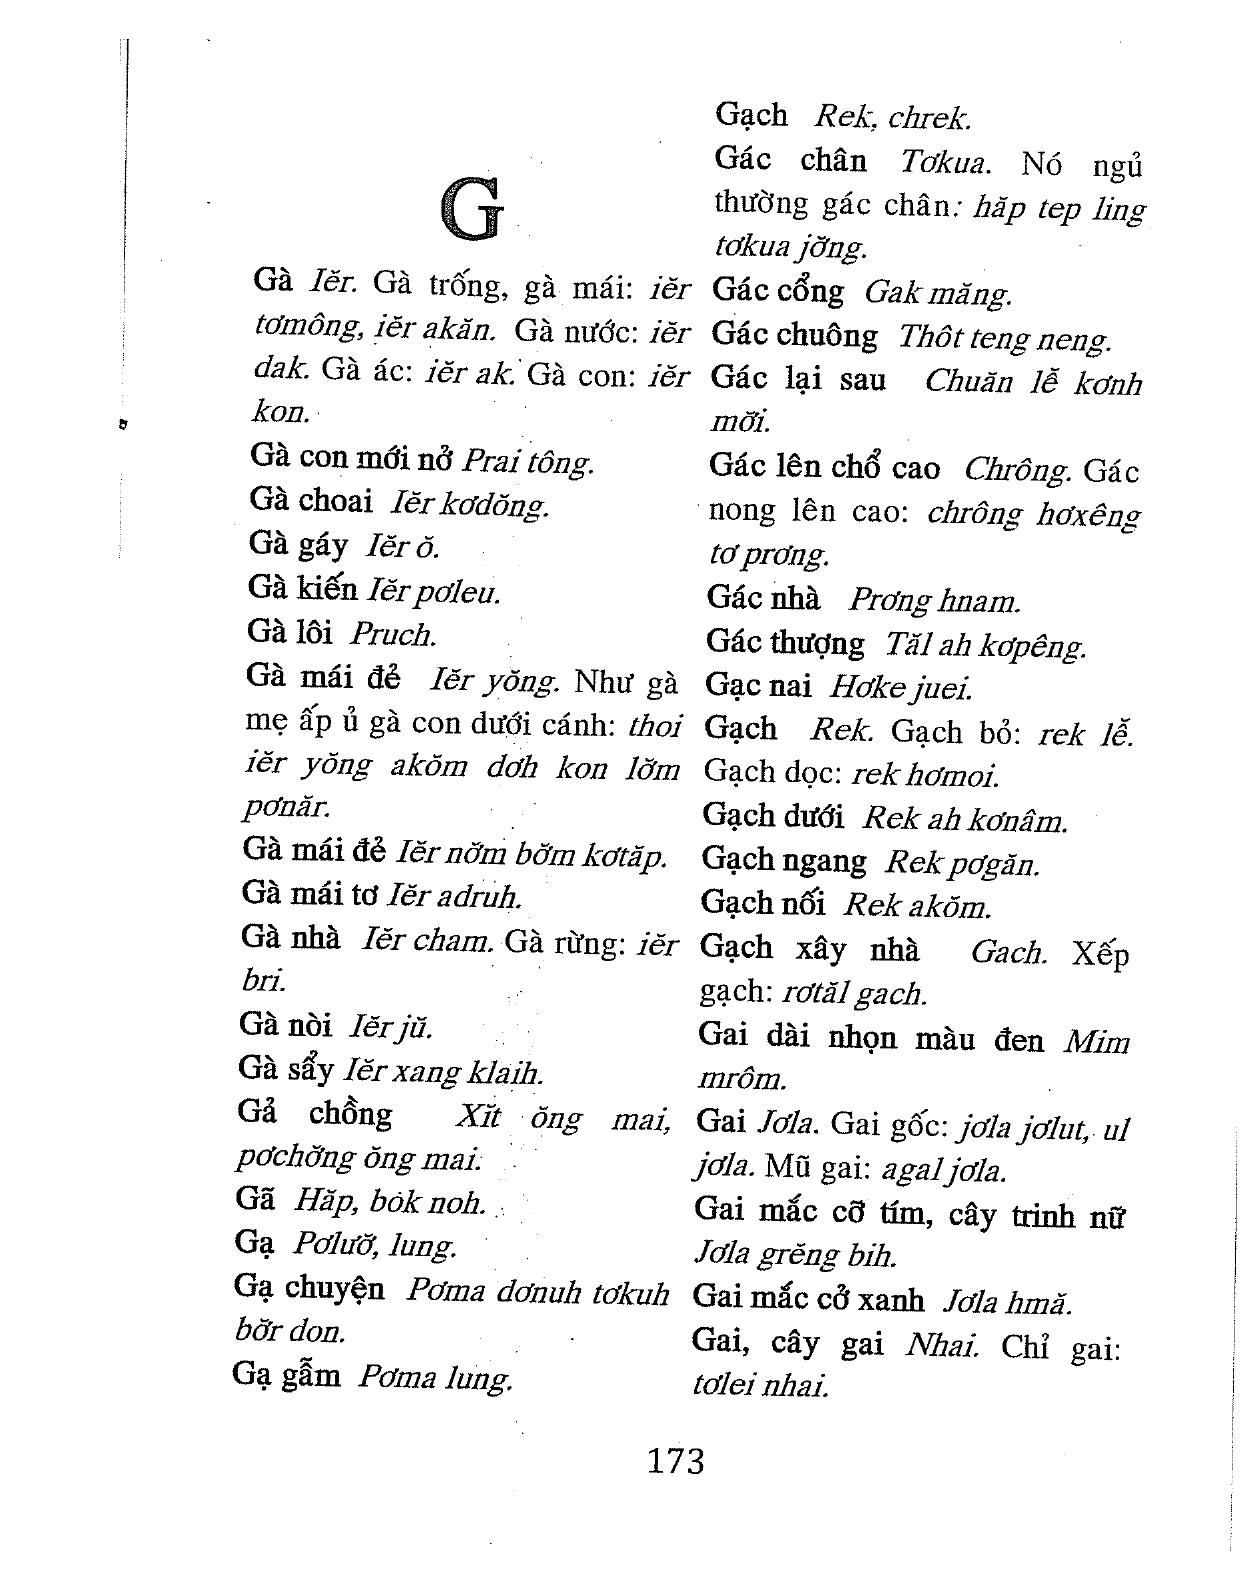 G
Gà Iĕr. Gà trống, gà mái: iĕr
tơmông, iĕr akăn. Gà nước: iĕr
dak. Gà ác: iĕr ak. Gà con: iĕr
kon.
Gà con mới nở Prai tông.
Gà choai Iĕr kơdŏng.
Gà gáy Iĕr ŏ.
Gà kiến Iĕr pơleu.
Gà lôi Pruch.
Gà mái đẻ Iĕr yŏng. Như gà
mẹ ấp ủ gà con dưới cánh: thoi
iĕr yŏng akŏm dơh kon lơ̆m
pơnăr.
Gà mái đẻ Iĕr nơ̆m bơ̆m kơtăp.
Gà mái tơ Iĕr adruh.
Gà nhà Iĕr cham. Gà rừng: iĕr
bri.
Gà nòi Iĕr jŭ.
Gà sẩy Iĕr xang klaih.
Gả chồng Xĭt ŏng mai,
pơchơ̆ng ŏng mai.
Gã Hăp, bŏk noh.
Gạ Pơlưỡ, lung.
Gạ chuyện Pơma dơnuh tơkuh
bơ̆r don.
Gạ gẫm Pơma lung.
Gạch Rek, chrek.
Gác chân Tơkua. Nó ngủ
thường gác chân: hăp tep ling
tơkua jơ̆ng.
Gác cổng Gak măng.
Gác chuông Thôt teng neng.
Gác lại sau Chuăn lễ kơnh
mơ̆i.
Gác lên chổ cao Chrông. Gác
nong lên cao: chrông hơxêng
tơ prơng.
Gác nhà Prơng hnam.
Gác thượng Tăl ah kơpêng.
Gạc nai Hơke juei.
Gạch Rek. Gạch bỏ: rek lễ.
Gạch dọc: rek hơmoi.
Gạch dưới Rek ah kơnâm.
Gạch ngang Rek pơgăn.
Gạch nối Rek akŏm.
Gạch xây nhà Gach. Xếp
gạch: rơtăl gach.
Gai dài nhọn màu đen Mim
mrôm.
Gai Jơla. Gai gốc: jơla jơlut, ul
jơla. Mũ gai: agal jơla.
Gai mắc cỡ tím, cây trinh nữ
Jơla grĕng bih.
Gai mắc cở xanh Jơla hmă.
Gai, cây gai Nhai. Chỉ gai:
tơlei nhai.
173